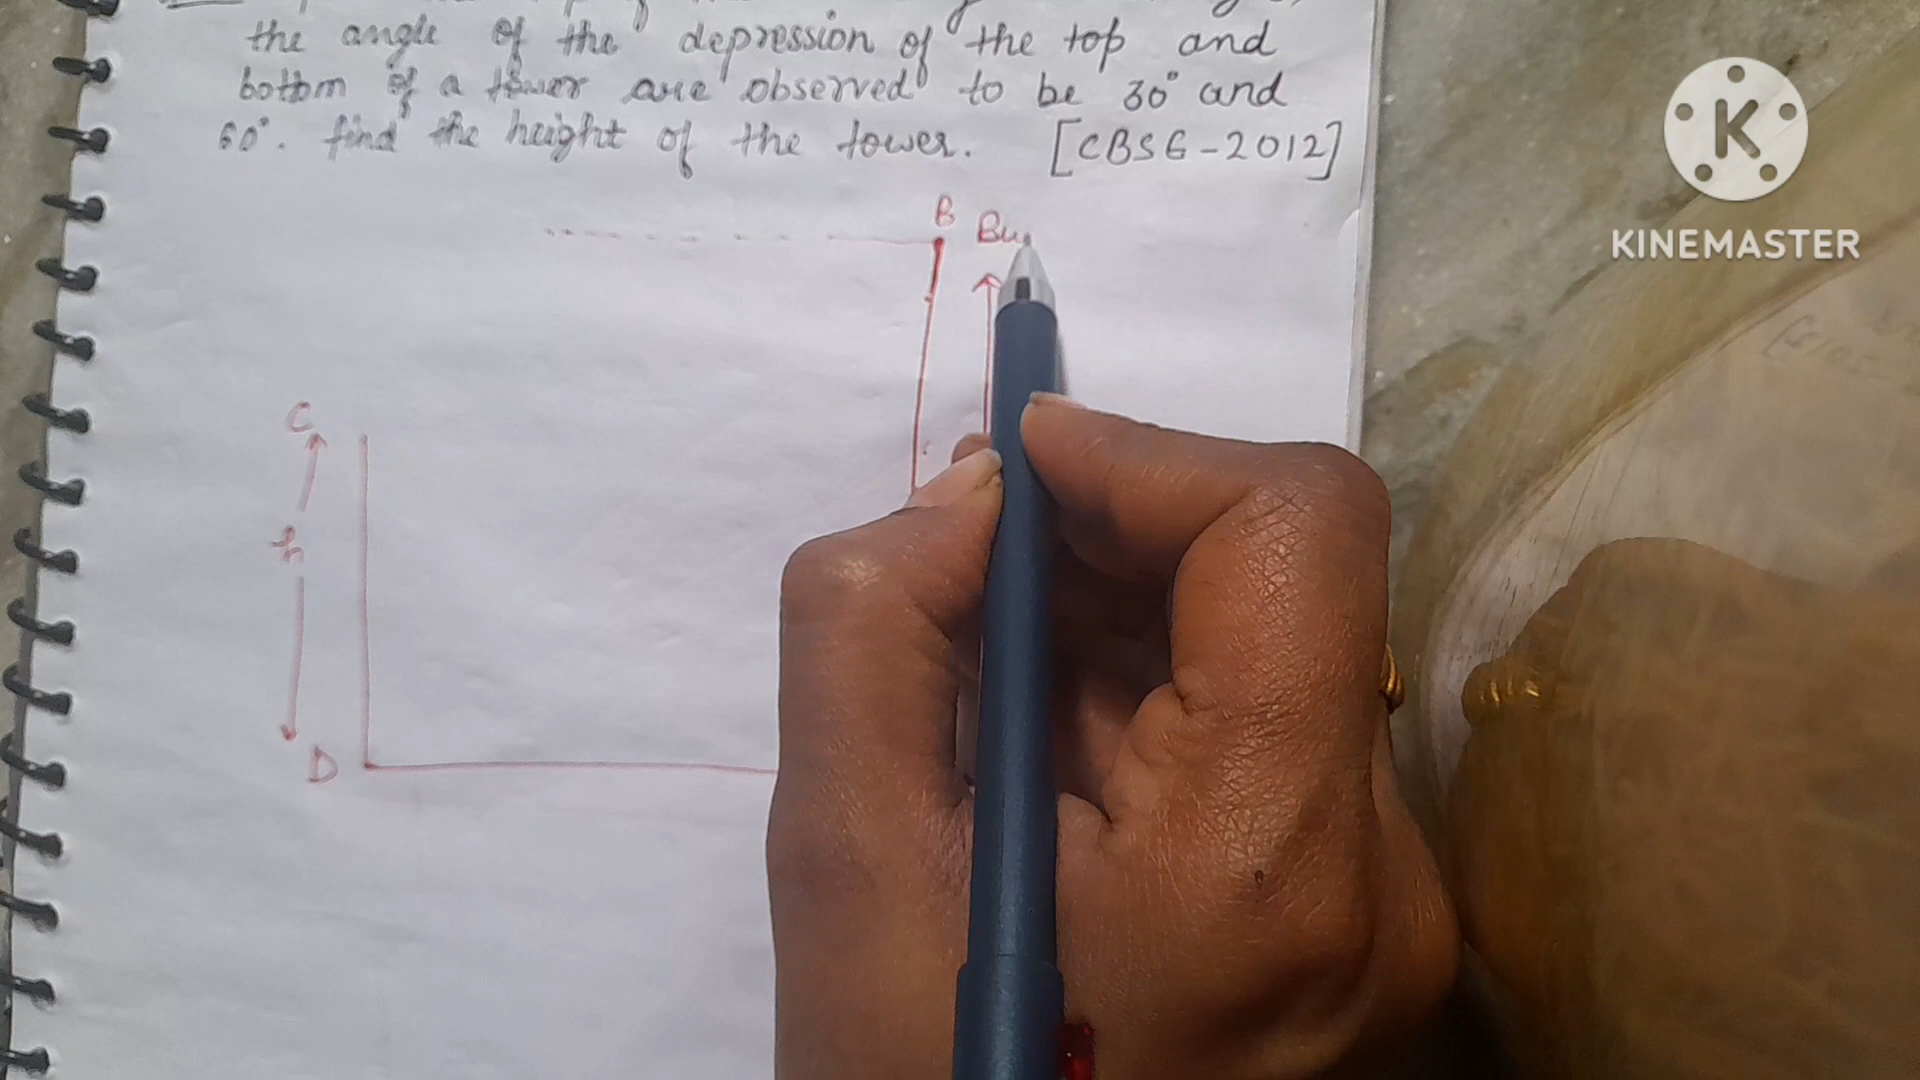 the angle of the depression of the top and
bottom of a tower are observed to be 30° and
60°. find the height of the tower. [CBSE-2012]
B
Bu
C
h
D
K
KINEMASTER